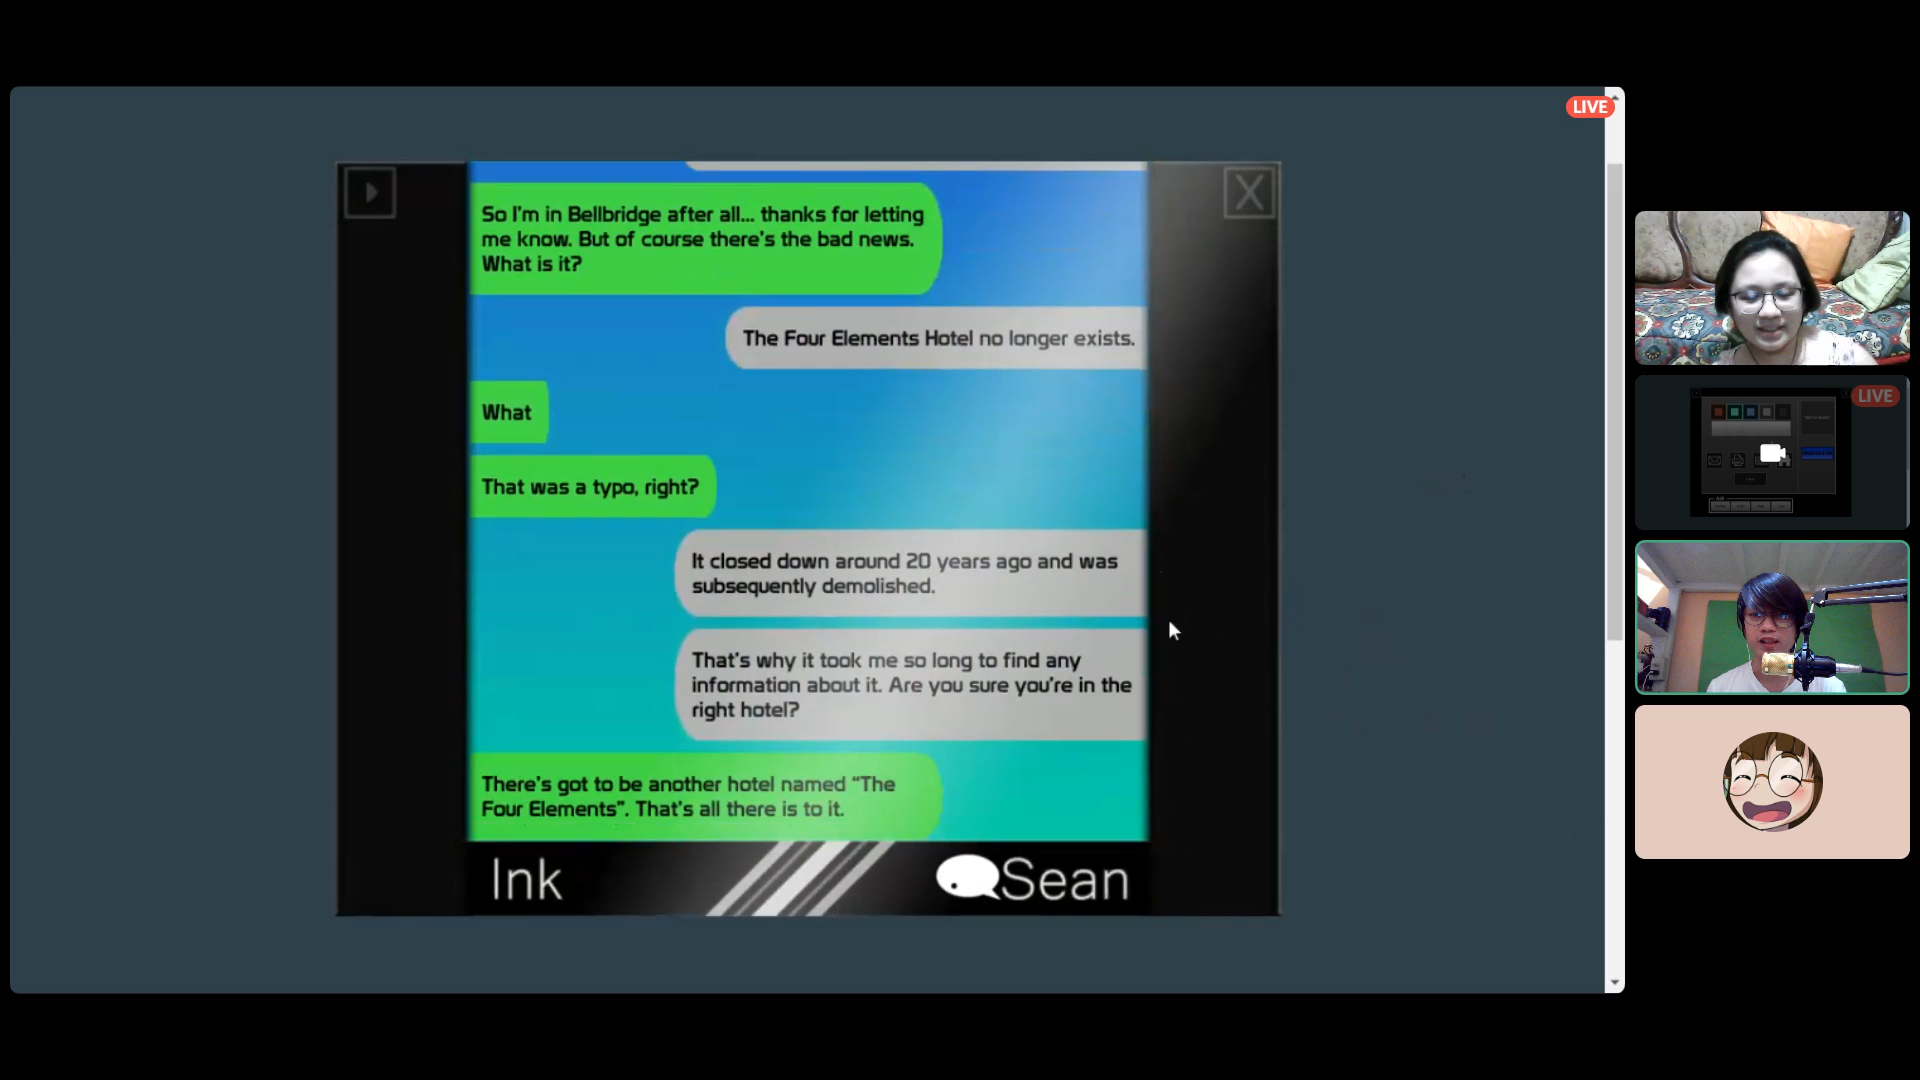 LIVE
So I'm in Bellbridge after all... thanks for letting
me know. But of course there's the bad news.
What is it?
The Four Elements Hotel no longer exists.
What
That was a typo, right?
It closed down around 20 years ago and was
subsequently demolished.
That's why it took me so long to find any
information about it. Are you sure you're in the
right hotel?
There's got to be another hotel named “The
Four Elements”. That's all there is to it.
Ink
Sean
X
LIVE